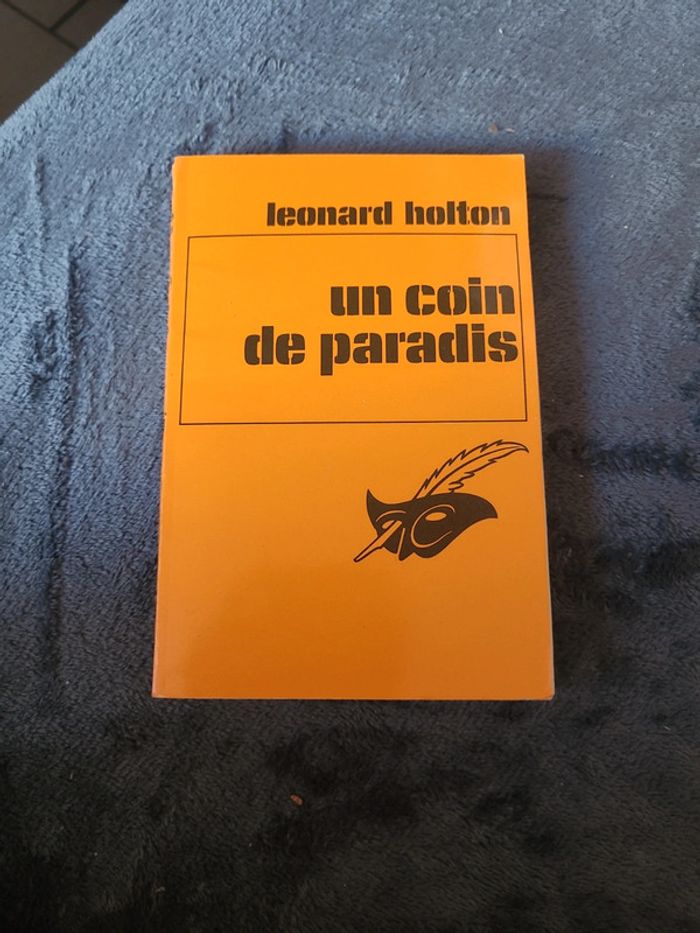 leonard holton
un coin
de paradis